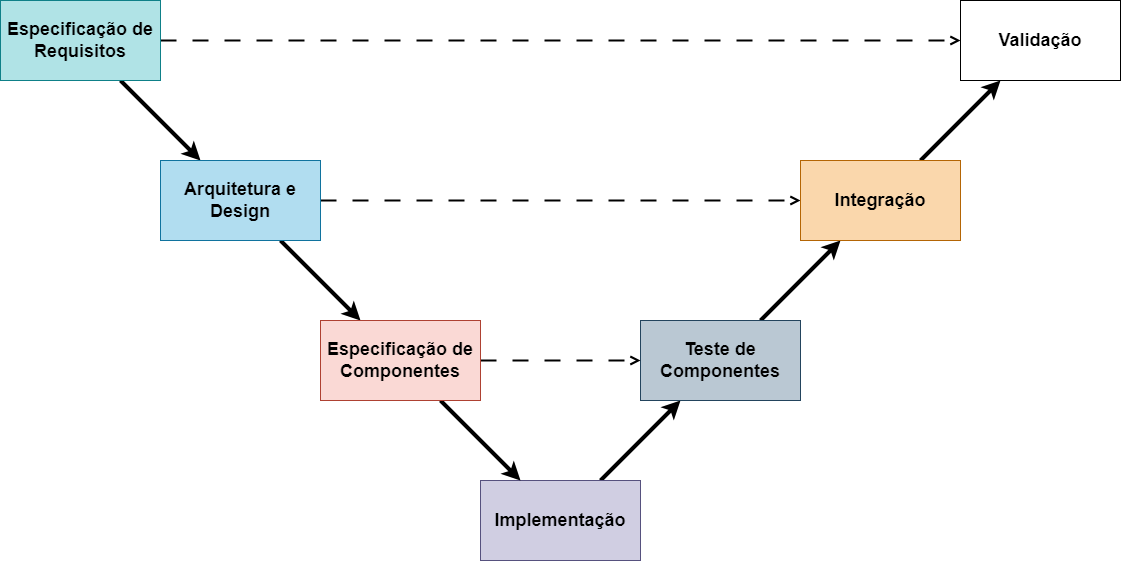 Especificação de
Requisitos
Validação
Arquitetura e
Design
Integração
Especificação de
Componentes
Teste de
Componentes
Implementação